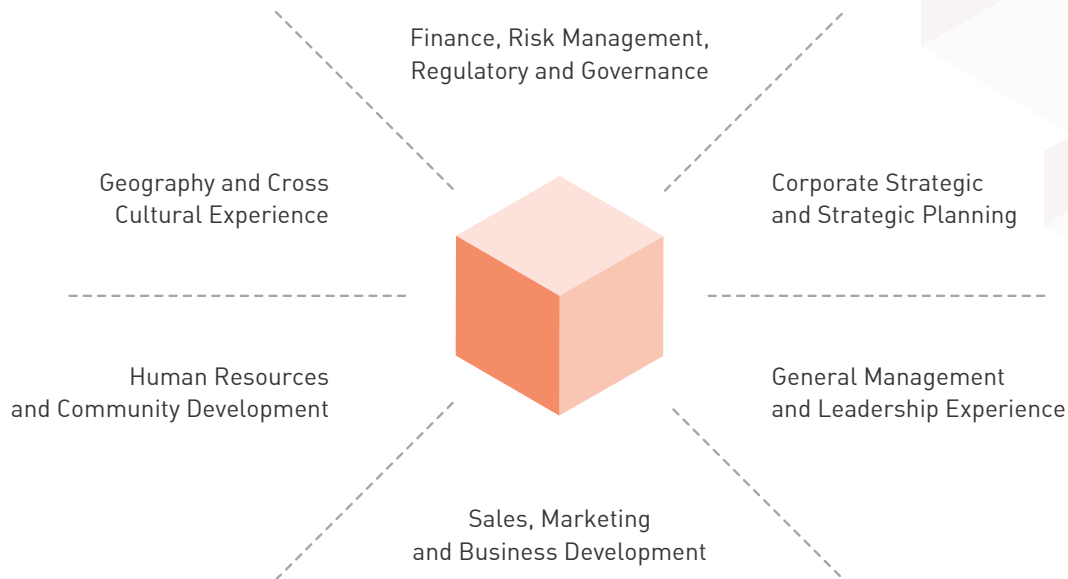 Finance, Risk Management,
Regulatory and Governance
Geography and Cross
Cultural Experience
Corporate Strategic
and Strategic Planning
Human Resources
and Community Development
General Management
and Leadership Experience
Sales, Marketing
and Business Development